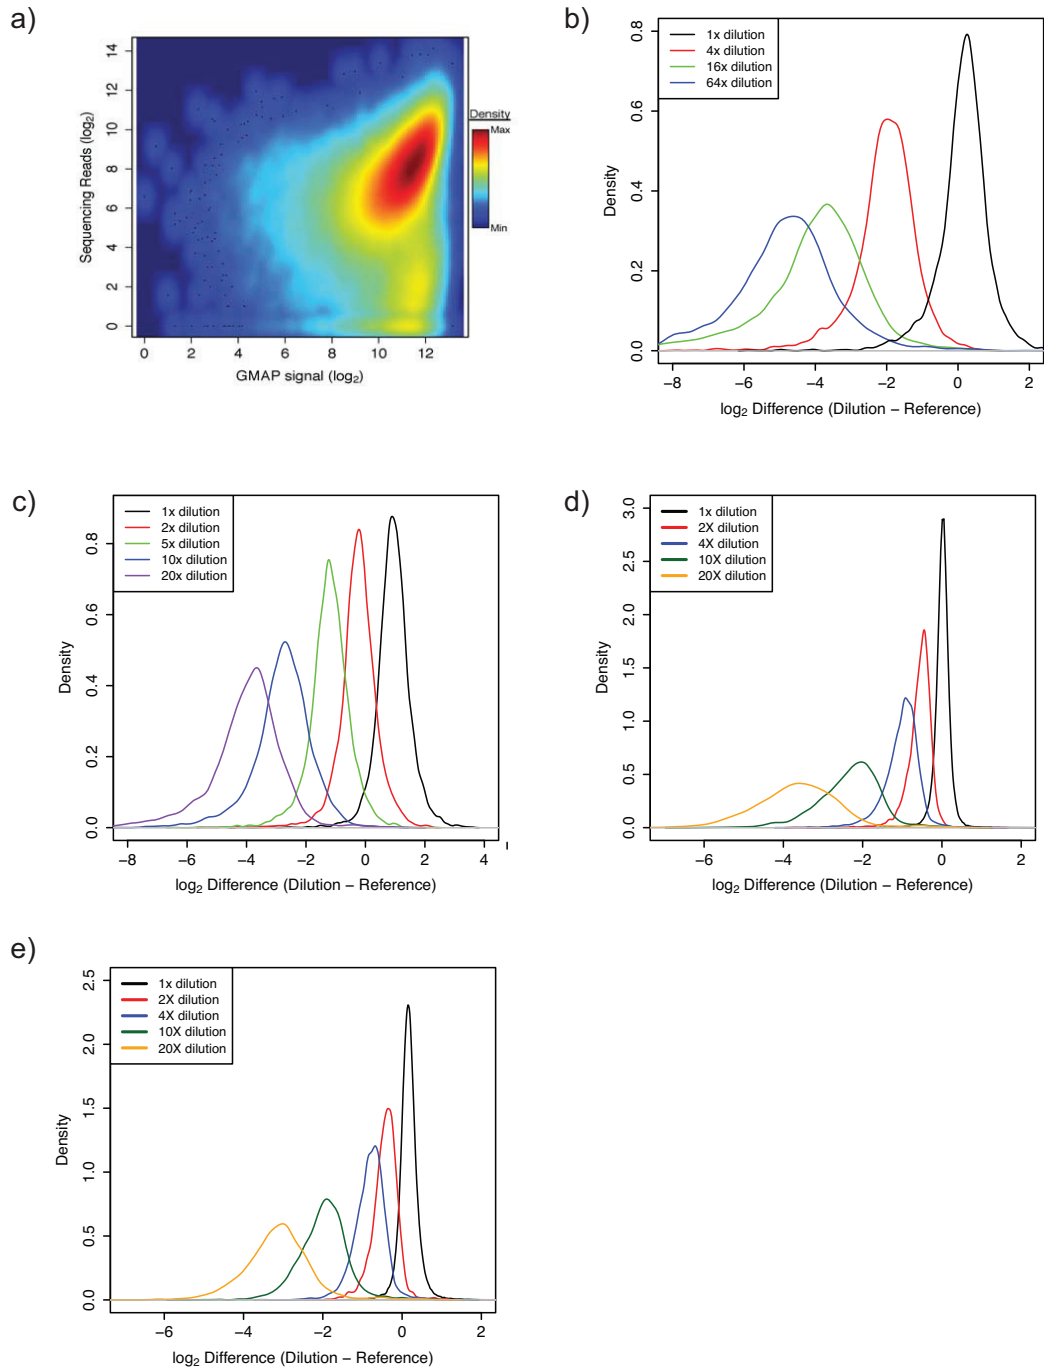 a)
14
12
10
8
6
4
2
0
Sequencing Reads (log2)
0 2 4 6 8 10 12
GMAP signal (log2)
Density
Max
Min
b)
1x dilution
4x dilution
16x dilution
64x dilution
0.8
0.6
0.4
0.2
0.0
Density
−8 −6 −4 −2 0 2
log2 Difference (Dilution − Reference)
c)
1x dilution
2x dilution
5x dilution
10x dilution
20x dilution
0.8
0.6
0.4
0.2
0.0
Density
−8 −6 −4 −2 0 2 4
log2 Difference (Dilution − Reference)
d)
1x dilution
2X dilution
4X dilution
10X dilution
20X dilution
3.0
2.5
2.0
1.5
1.0
0.5
0.0
Density
−6 −4 −2 0 2
log2 Difference (Dilution − Reference)
e)
1x dilution
2X dilution
4X dilution
10X dilution
20X dilution
2.5
2.0
1.5
1.0
0.5
0.0
Density
−6 −4 −2 0 2
log2 Difference (Dilution − Reference)